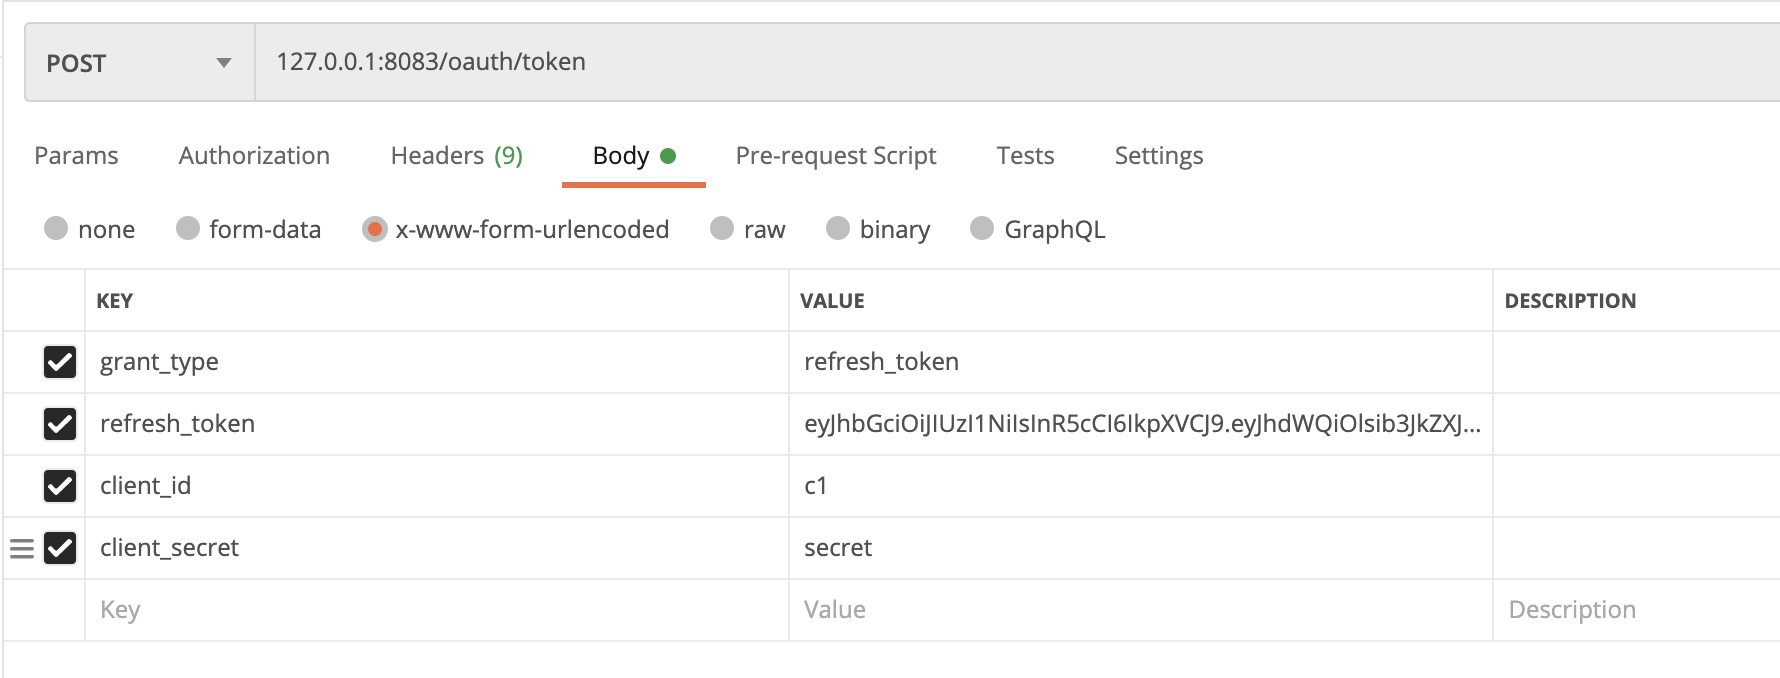 POST 127.0.0.1:8083/oauth/token
Params Authorization Headers (9) Body Pre-request Script Tests Settings
none form-data x-www-form-urlencoded raw binary GraphQL
KEY VALUE DESCRIPTION
grant_type refresh_token
refresh_token eyJhbGciOiJIUzI1NiIsInR5cCI6IkpXVCJ9.eyJhdWQiOlsib3JkZXJ...
client_id c1
client_secret secret
Key Value Description